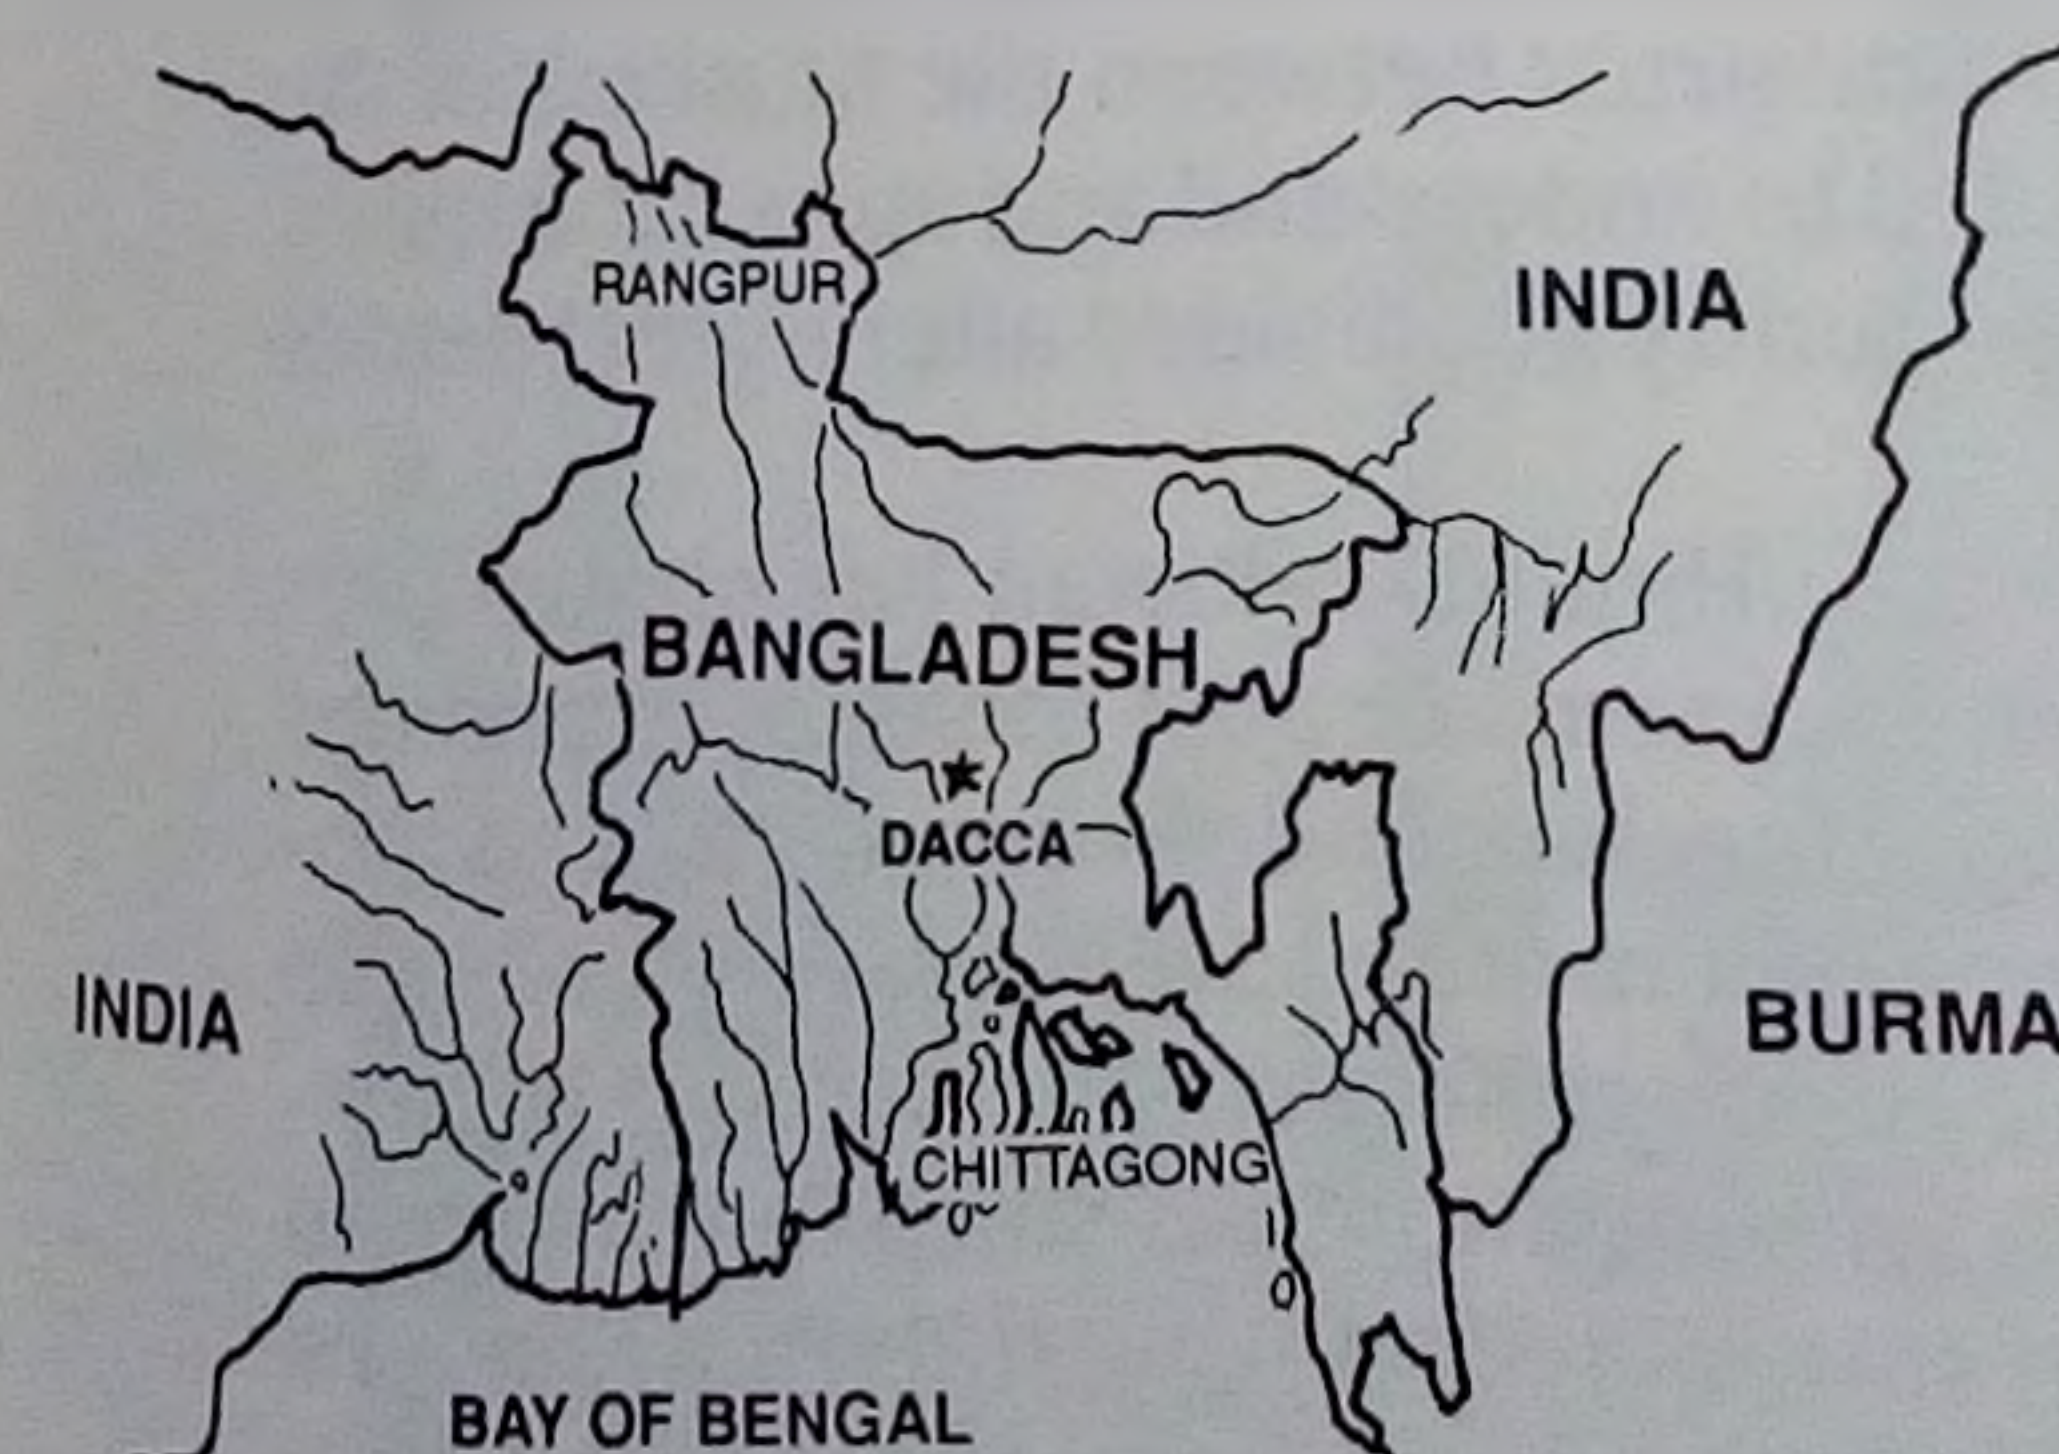 RANGPUR
INDIA
BANGLADESH
DACCA
INDIA
BURMA
CHITTAGONG
BAY OF BENGAL